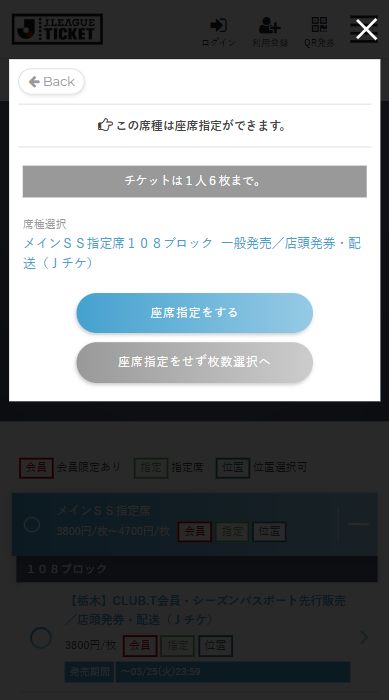 J.LEAGUE
TICKET
ログイン
利用登録
QR発券
Back
この席種は座席指定ができます。
チケットは１人６枚まで。
席種選択
メインＳＳ指定席１０８ブロック 一般発売／店頭発券・配
送（Ｊチケ）
座席指定をする
座席指定をせず枚数選択へ
会員 会員限定あり 指定 指定席 位置 位置選択可
メインＳＳ指定席
3800円/枚～4700円/枚 会員 指定 位置
１０８ブロック
【栃木】CLUB.T会員・シーズンパスポート先行販売
／店頭発券・配送（Ｊチケ）
3800円/枚 会員 指定 位置
発売期間 ～03/25(火)23:59